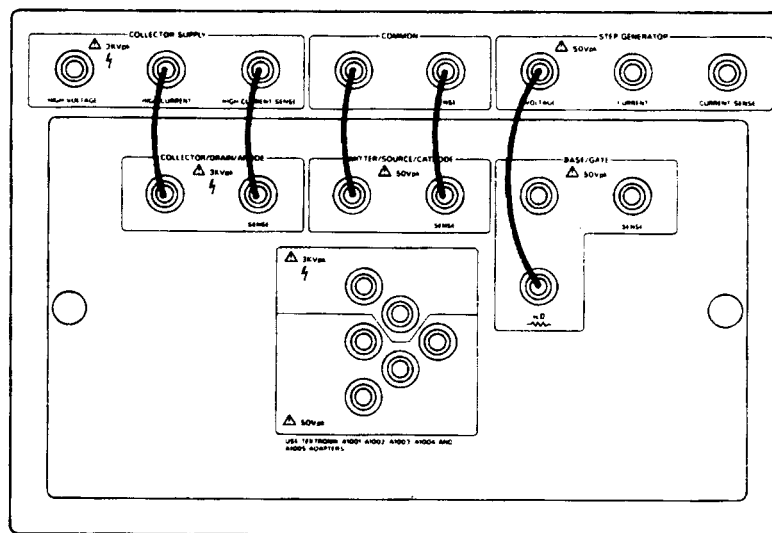 COLLECTOR SUPPLY
3KVpk
HIGH VOLTAGE
HIGH CURRENT
HIGH CURRENT SENSE
COMMON
STEP GENERATOR
50Vpk
VOLTAGE
CURRENT
CURRENT SENSE
COLLECTOR/DRAIN/ANODE
3KVpk
SENSE
EMITTER/SOURCE/CATHODE
50Vpk
SENSE
BASE/GATE
50Vpk
SENSE
3KVpk
50Vpk
USE TEKTRONIX A1001 A1002 A1003 A1004 AND
A1005 ADAPTERS